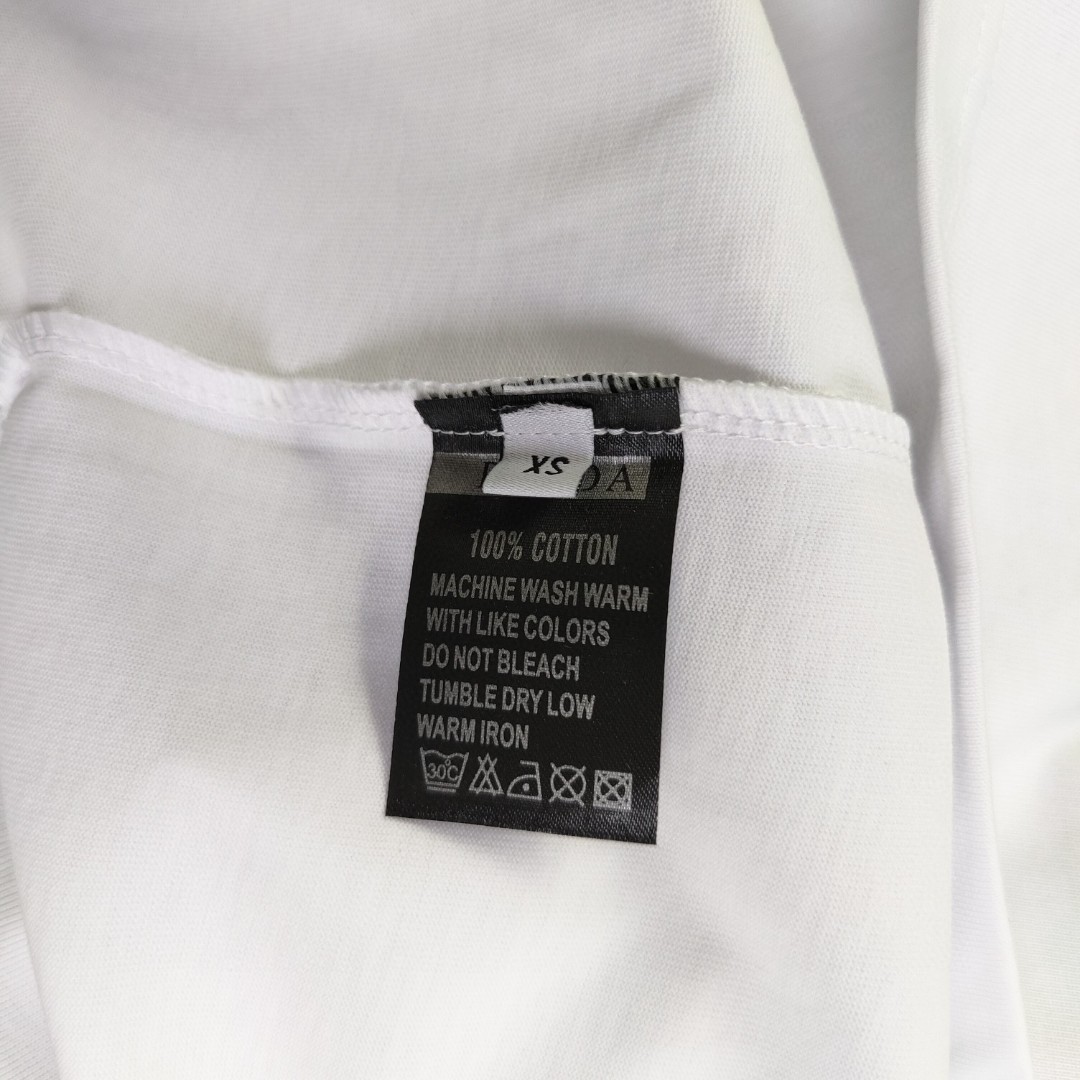 XS
100% COTTON
MACHINE WASH WARM
WITH LIKE COLORS
DO NOT BLEACH
TUMBLE DRY LOW
WARM IRON
30°C